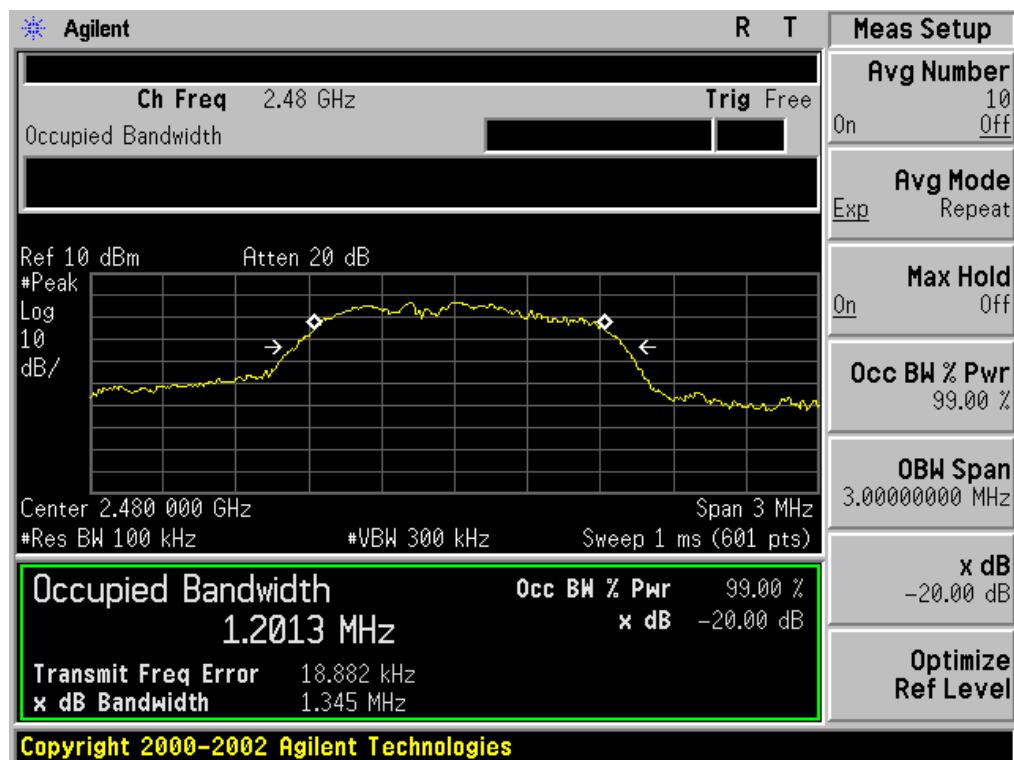 Agilent R T
Ch Freq 2.48 GHz Trig Free
Occupied Bandwidth
Ref 10 dBm Atten 20 dB
#Peak
Log
10
dB/
Center 2.480 000 GHz Span 3 MHz
#Res BW 100 kHz #VBW 300 kHz Sweep 1 ms (601 pts)
Occupied Bandwidth Occ BW % Pwr 99.00 %
1.2013 MHz x dB -20.00 dB
Transmit Freq Error 18.882 kHz
x dB Bandwidth 1.345 MHz
Copyright 2000-2002 Agilent Technologies
Meas Setup
Avg Number
10
On Off
Avg Mode
Exp Repeat
Max Hold
On Off
Occ BW % Pwr
99.00 %
OBW Span
3.00000000 MHz
x dB
-20.00 dB
Optimize
Ref Level